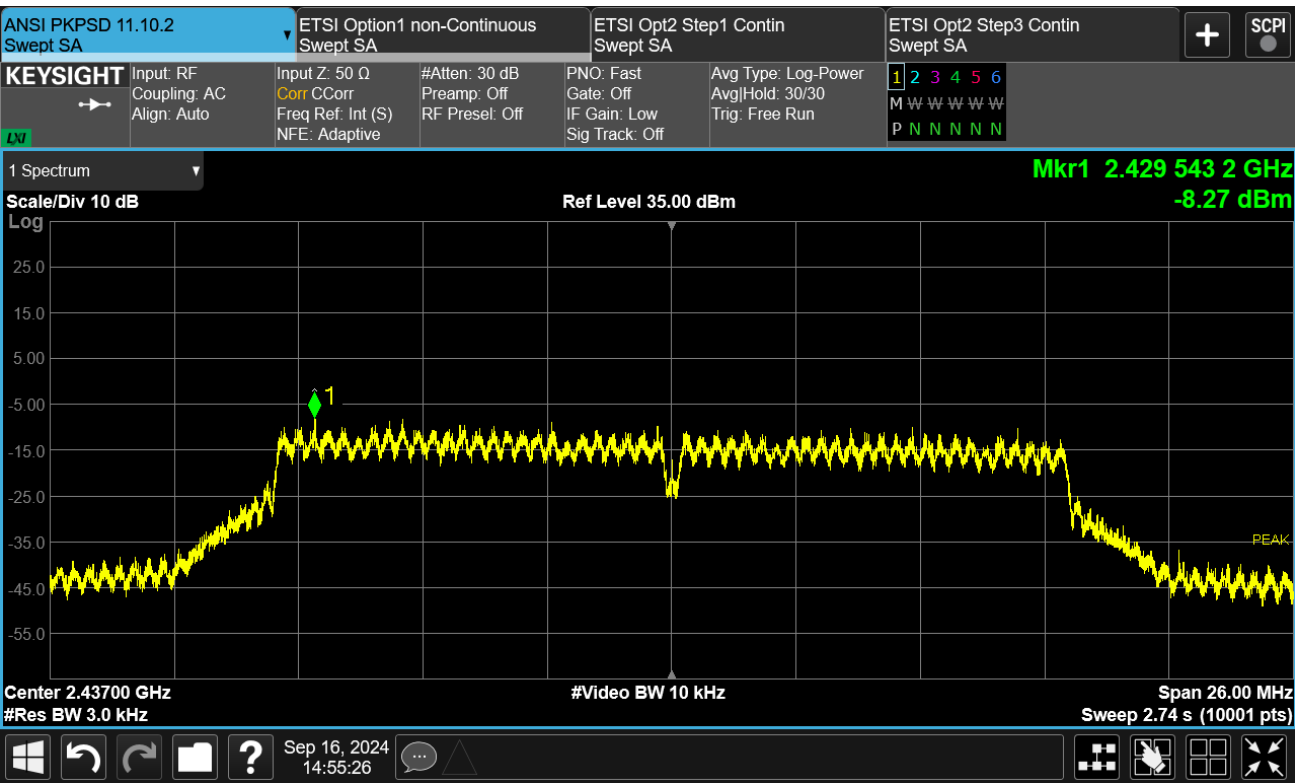 ANSI PKPSD 11.10.2
Swept SA
ETSI Option1 non-Continuous
Swept SA
ETSI Opt2 Step1 Contin
Swept SA
ETSI Opt2 Step3 Contin
Swept SA
+
SCPI
KEYSIGHT
LXI
Input: RF
Coupling: AC
Align: Auto
Input Z: 50 Ω
Corr CCorr
Freq Ref: Int (S)
NFE: Adaptive
#Atten: 30 dB
Preamp: Off
RF Presel: Off
PNO: Fast
Gate: Off
IF Gain: Low
Sig Track: Off
Avg Type: Log-Power
Avg|Hold: 30/30
Trig: Free Run
1 2 3 4 5 6
M W W W W W
P N N N N N
1 Spectrum
Mkr1 2.429 543 2 GHz
-8.27 dBm
Scale/Div 10 dB
Ref Level 35.00 dBm
Log
25.0
15.0
5.00
-5.00
-15.0
-25.0
-35.0
-45.0
-55.0
1
PEAK
Center 2.43700 GHz
#Video BW 10 kHz
Span 26.00 MHz
#Res BW 3.0 kHz
Sweep 2.74 s (10001 pts)
?
Sep 16, 2024
14:55:26